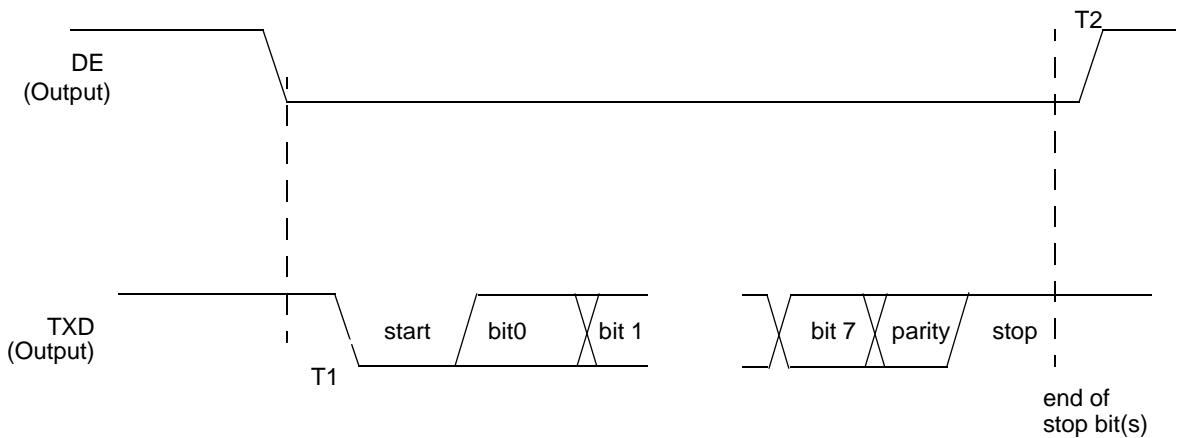 T2
DE
(Output)
TXD
(Output)
start
bit0
bit 1
bit 7
parity
stop
T1
end of
stop bit(s)